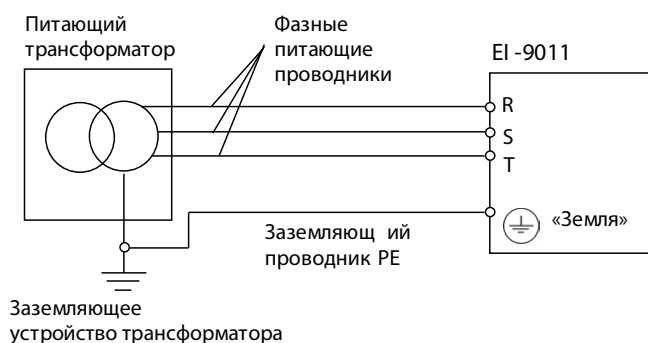 Питающий
трансформатор
Фазные
питающие
проводники
EI -9011
R
S
T
«Земля»
Заземляющ ий
проводник PE
Заземляющее
устройство трансформатора